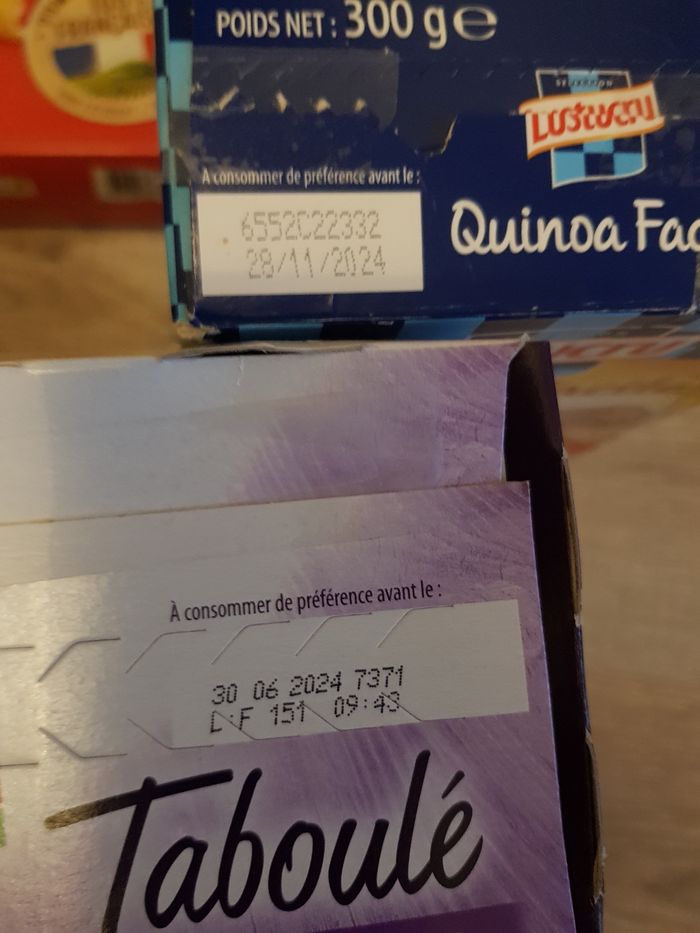 POIDS NET : 300 g e
SÉLECTION
Lustucru
A consommer de préférence avant le :
6552C22332
28/11/2024
Quinoa Fac
À consommer de préférence avant le :
30 06 2024 7371
L:F 151 09:43
Taboulé